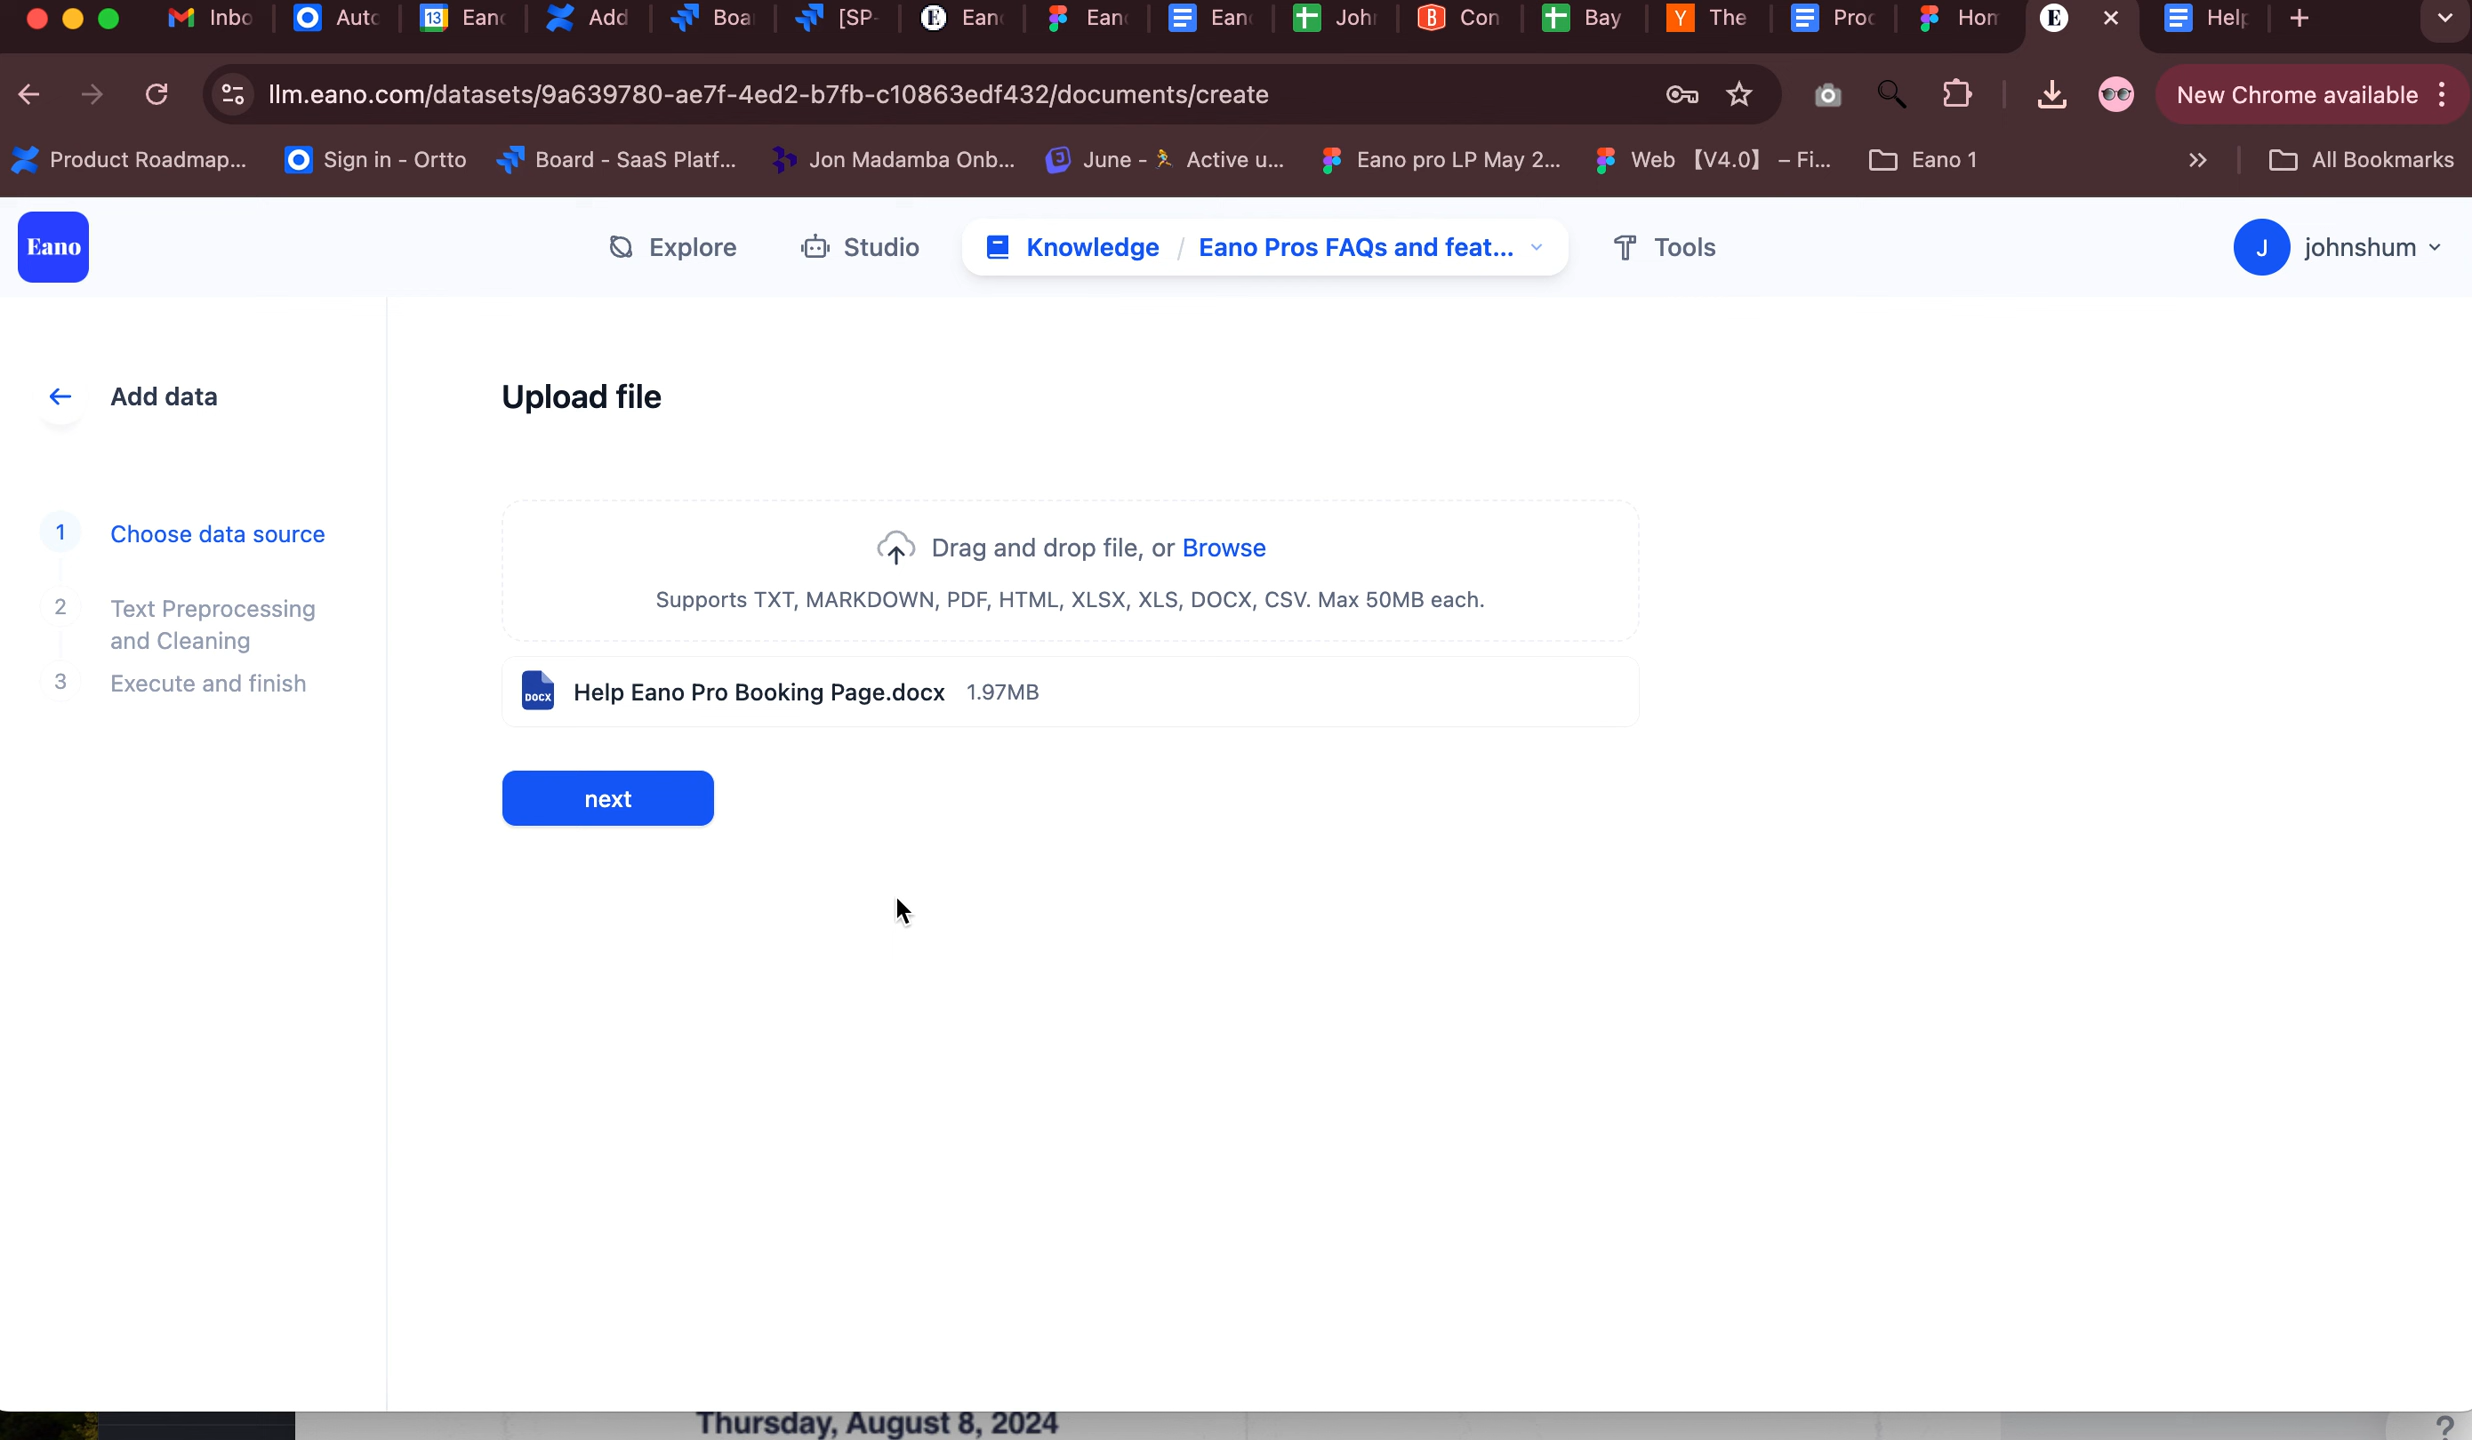 Inbo
Auto
13
Eano
Add
Boa
[SP-
E
Eano
Eano
Eano
John
B
Con
Bay
Y
The
Proc
Hom
E
Help
llm.eano.com/datasets/9a639780-ae7f-4ed2-b7fb-c10863edf432/documents/create
New Chrome available
Product Roadmap...
Sign in - Ortto
Board - SaaS Platf...
Jon Madamba Onb...
June - 🏃 Active u...
Eano pro LP May 2...
Web 【V4.0】 – Fi...
Eano 1
»
All Bookmarks
Eano
Explore
Studio
Knowledge / Eano Pros FAQs and feat...
Tools
J
johnshum
Add data
Upload file
1 Choose data source
2 Text Preprocessing
and Cleaning
3 Execute and finish
Drag and drop file, or Browse
Supports TXT, MARKDOWN, PDF, HTML, XLSX, XLS, DOCX, CSV. Max 50MB each.
DOCX
Help Eano Pro Booking Page.docx 1.97MB
next
Thursday, August 8, 2024
?